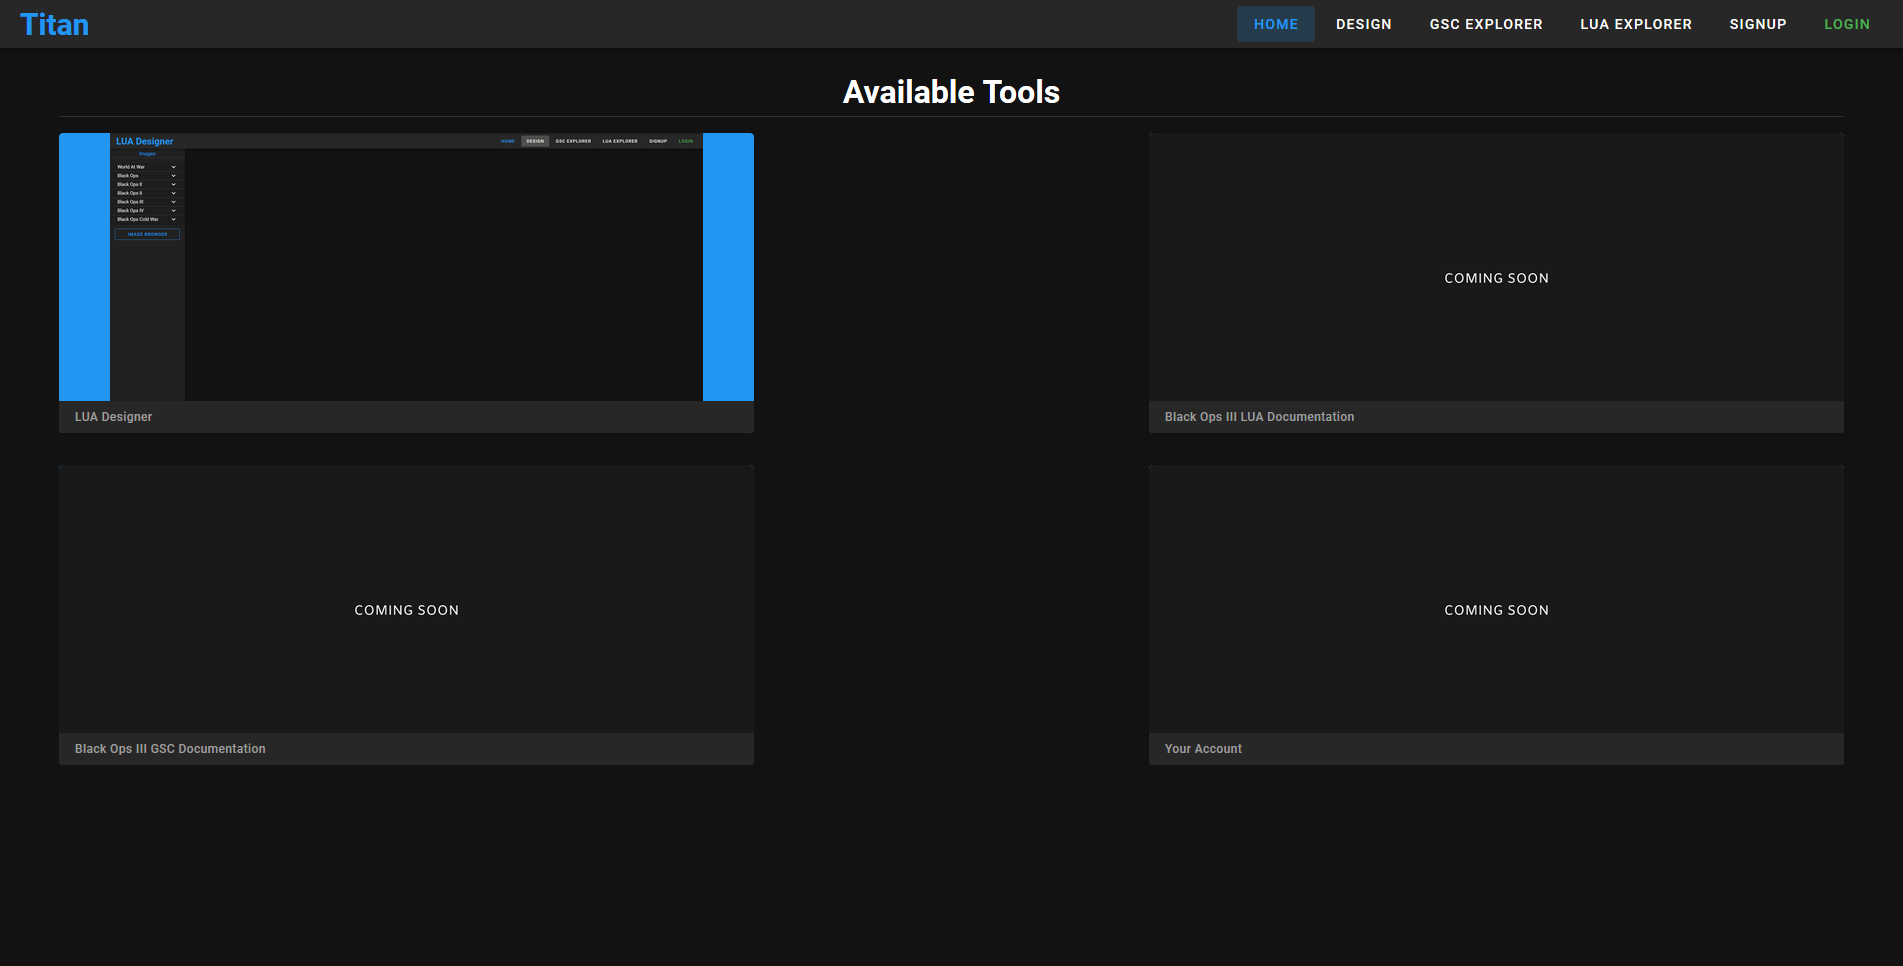 Titan
HOME DESIGN GSC EXPLORER LUA EXPLORER SIGNUP LOGIN
Available Tools
LUA Designer
HOME DESIGN GSC EXPLORER LUA EXPLORER SIGNUP LOGIN
Images
World At War
Black Ops
Black Ops II
Black Ops II
Black Ops III
Black Ops IV
Black Ops Cold War
IMAGE BROWSER
LUA Designer
COMING SOON
Black Ops III LUA Documentation
COMING SOON
Black Ops III GSC Documentation
COMING SOON
Your Account